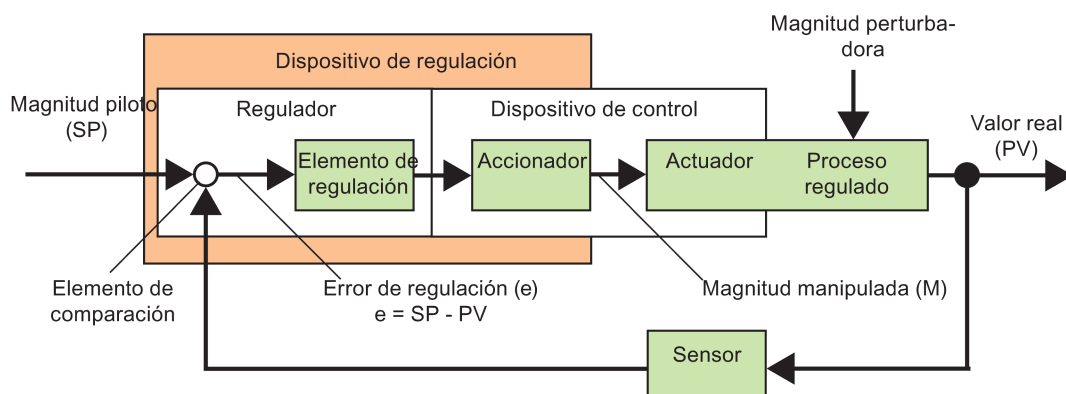 Magnitud perturba-
dora
Dispositivo de regulación
Magnitud piloto
(SP)
Regulador
Dispositivo de control
Valor real
(PV)
Elemento de
regulación
Accionador
Actuador
Proceso
regulado
Elemento de
comparación
Error de regulación (e)
e = SP - PV
Magnitud manipulada (M)
Sensor